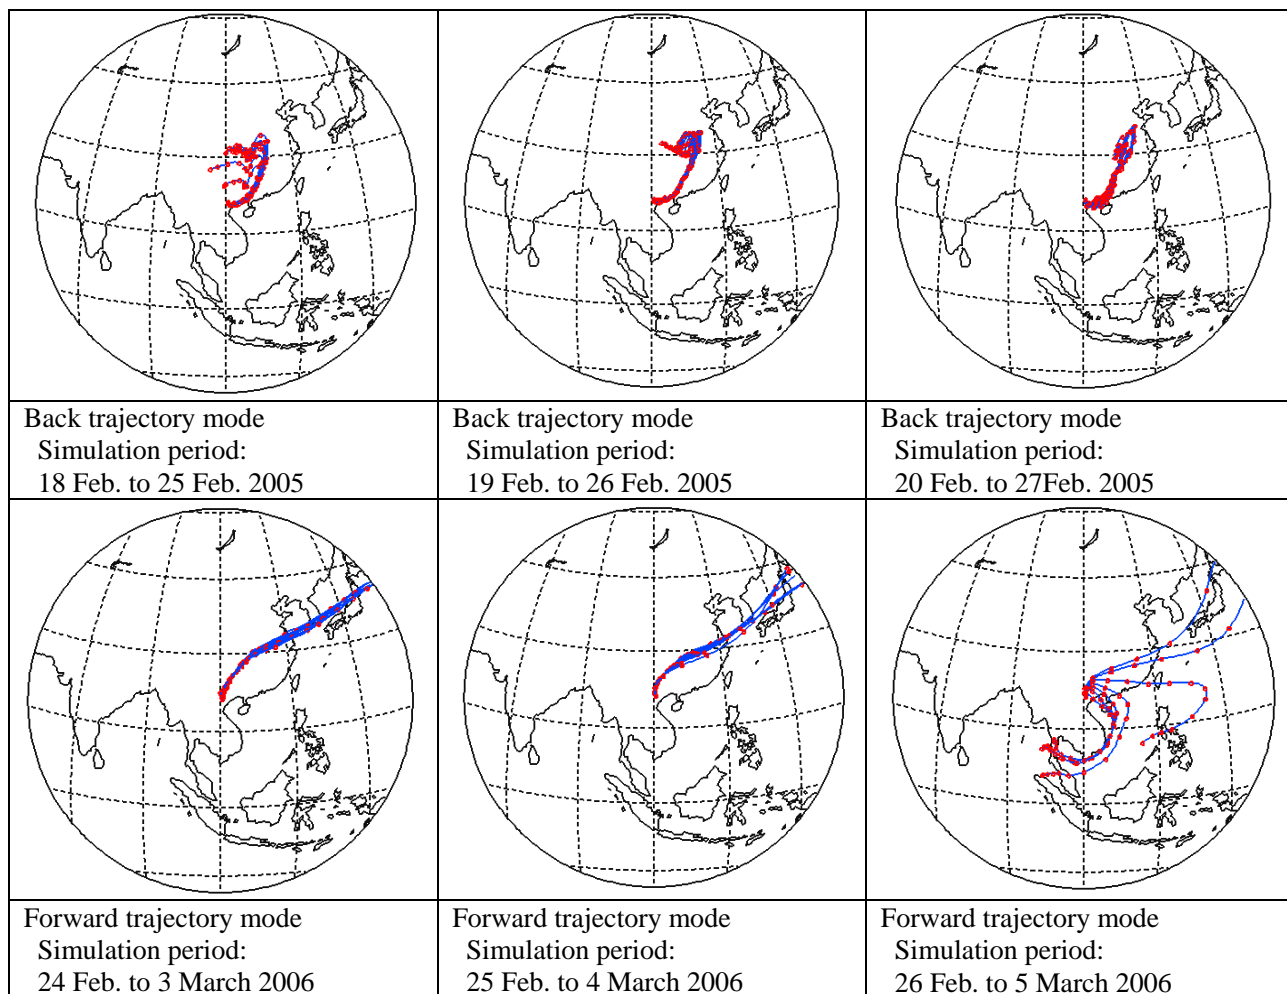 Back trajectory mode
Simulation period:
18 Feb. to 25 Feb. 2005
Back trajectory mode
Simulation period:
19 Feb. to 26 Feb. 2005
Back trajectory mode
Simulation period:
20 Feb. to 27Feb. 2005
Forward trajectory mode
Simulation period:
24 Feb. to 3 March 2006
Forward trajectory mode
Simulation period:
25 Feb. to 4 March 2006
Forward trajectory mode
Simulation period:
26 Feb. to 5 March 2006